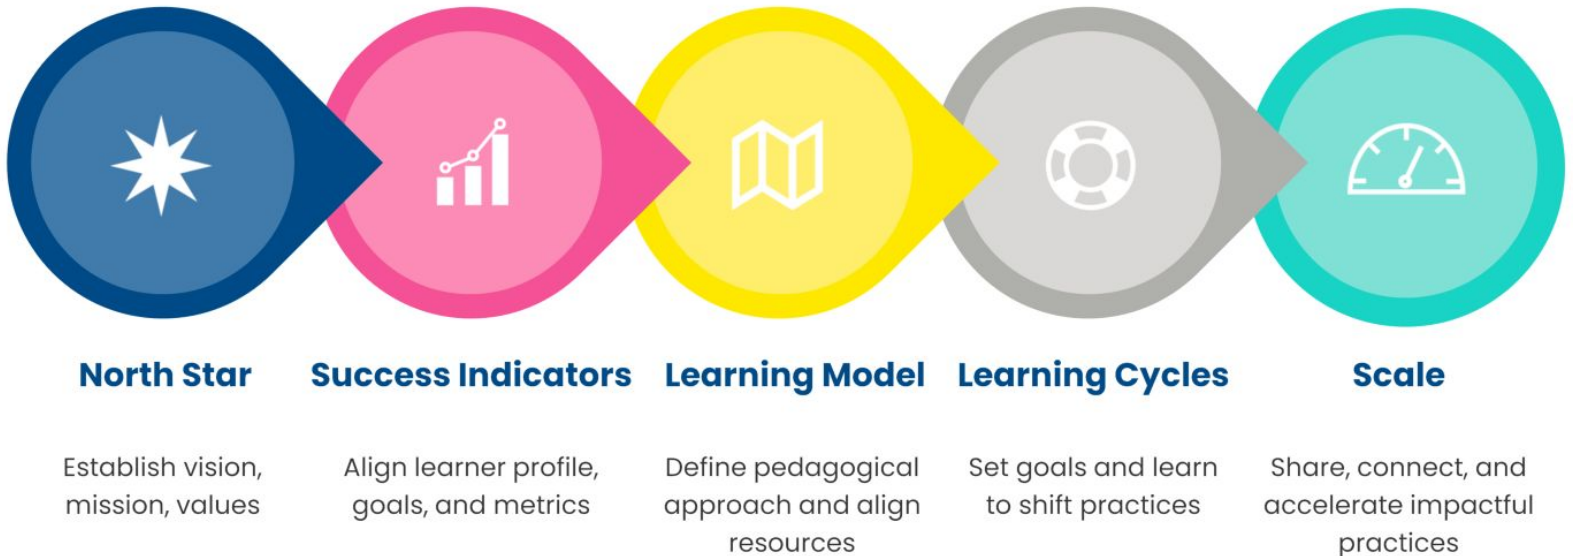 North Star
Establish vision,
mission, values
Success Indicators
Align learner profile,
goals, and metrics
Learning Model
Define pedagogical
approach and align
resources
Learning Cycles
Set goals and learn
to shift practices
Scale
Share, connect, and
accelerate impactful
practices